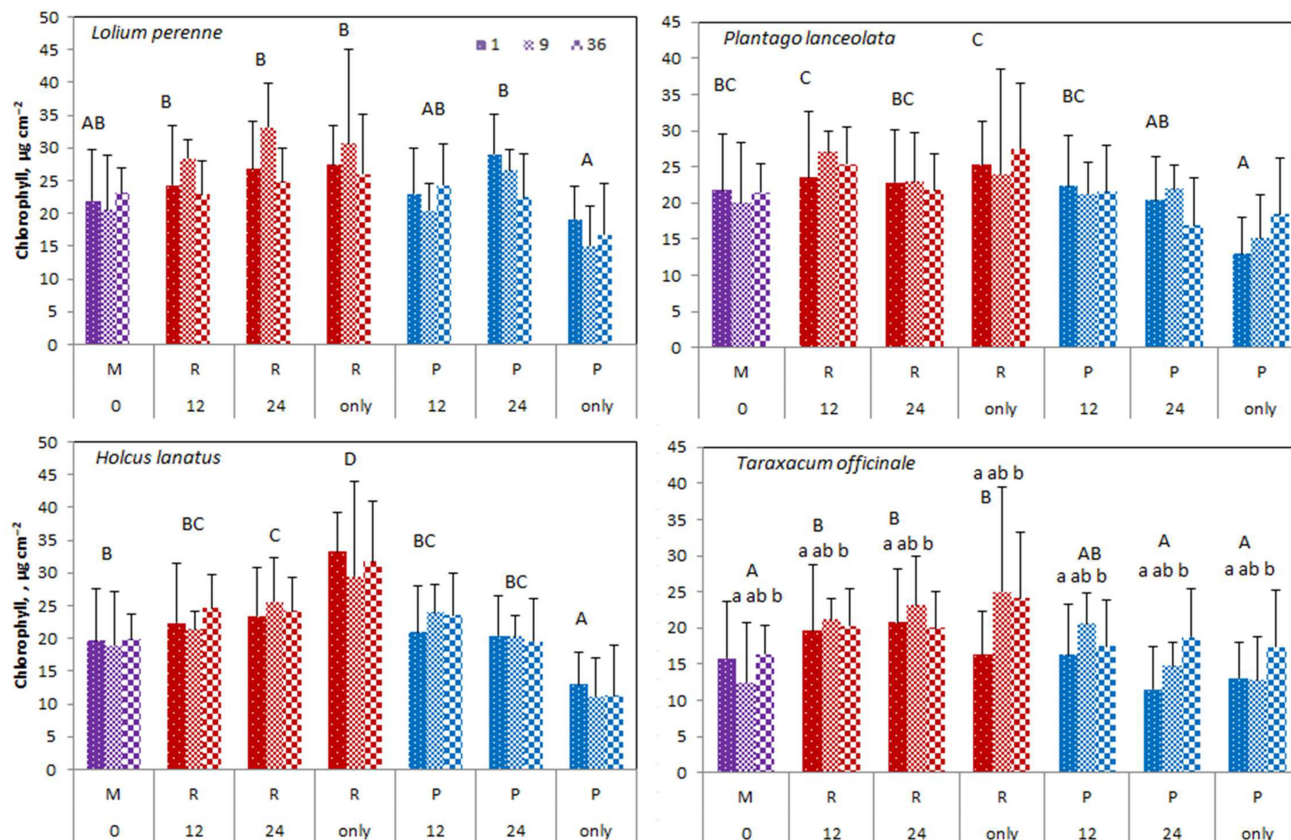 Lolium perenne
1 9 36
Chlorophyll, µg cm⁻²
50
45
40
35
30
25
20
15
10
5
0
AB B B B AB B A
M R R R P P P
0 12 24 only 12 24 only
Plantago lanceolata
45
40
35
30
25
20
15
10
5
0
BC C BC C BC AB A
M R R R P P P
0 12 24 only 12 24 only
Holcus lanatus
Chlorophyll, , µg cm⁻²
50
45
40
35
30
25
20
15
10
5
0
B BC C D BC BC A
M R R R P P P
0 12 24 only 12 24 only
Taraxacum officinale
45
40
35
30
25
20
15
10
5
0
A B B B AB A A
a ab b a ab b a ab b a ab b a ab b a ab b a ab b
M R R R P P P
0 12 24 only 12 24 only